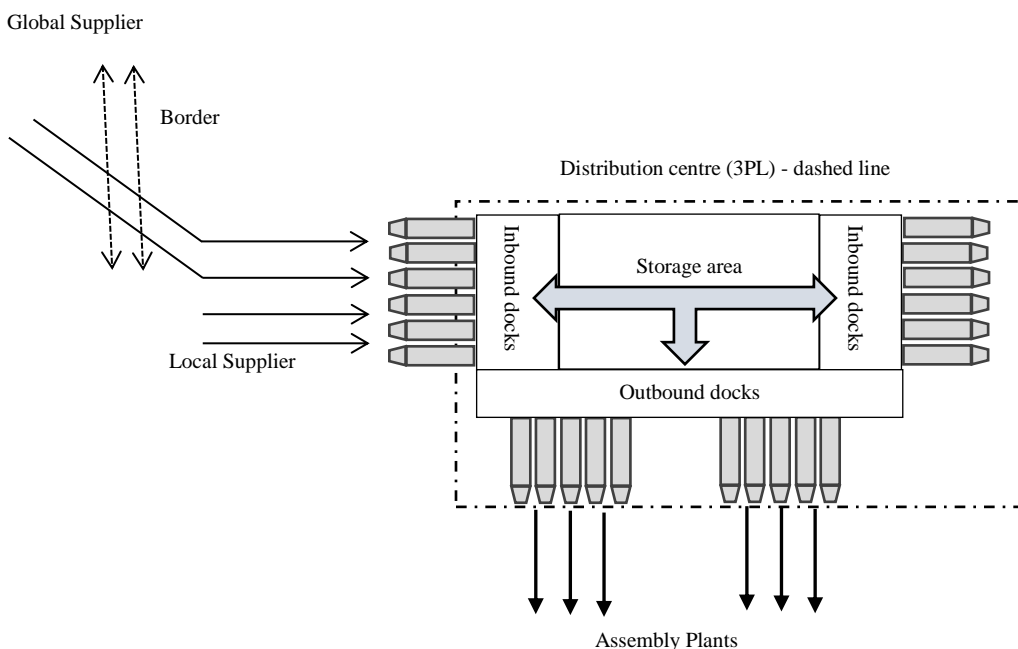 Global Supplier
Border
Distribution centre (3PL) - dashed line
Inbound docks
Storage area
Inbound docks
Local Supplier
Outbound docks
Assembly Plants